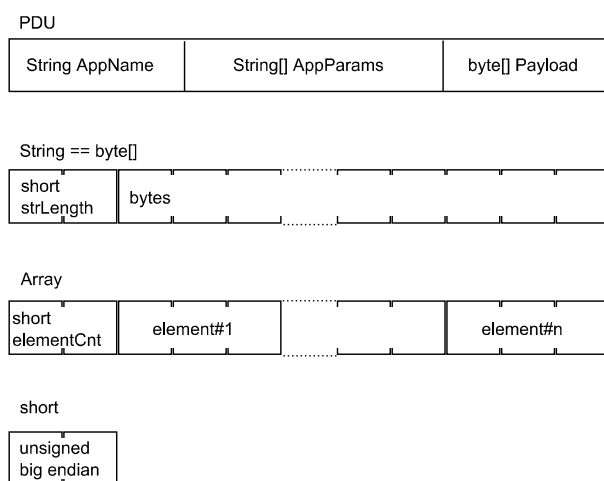 PDU
String AppName
String[] AppParams
byte[] Payload
String == byte[]
short
strLength
bytes
Array
short
elementCnt
element#1
element#n
short
unsigned
big endian